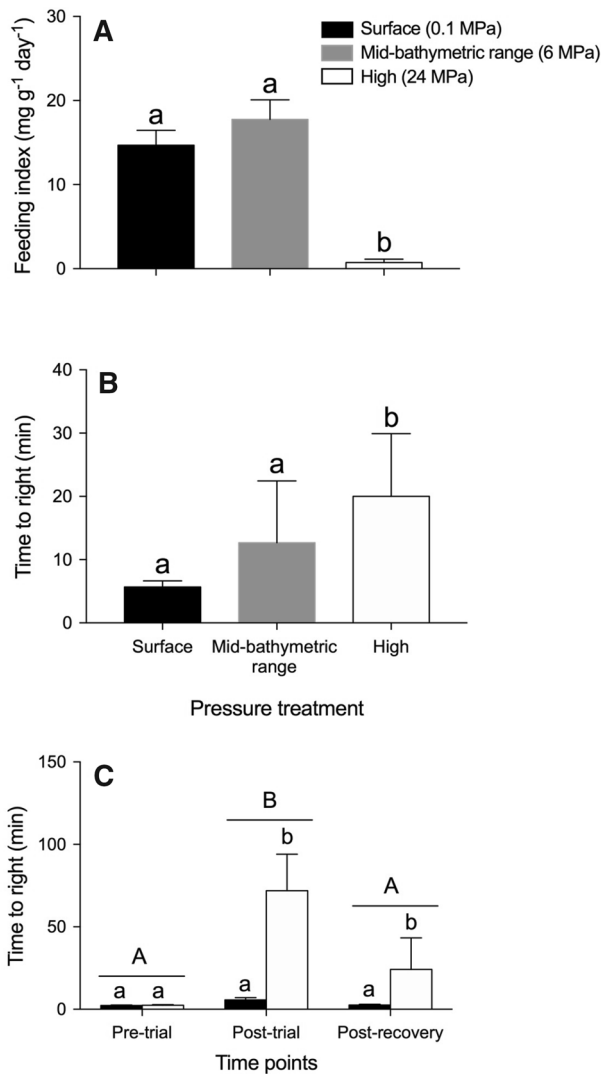 A
Surface (0.1 MPa)
Mid-bathymetric range (6 MPa)
High (24 MPa)
Feeding index (mg g⁻¹ day⁻¹)
30
20
10
0
a
a
b
B
Time to right (min)
40
30
20
10
0
a
a
b
Surface
Mid-bathymetric
range
High
Pressure treatment
C
Time to right (min)
150
100
50
0
A
a
a
B
a
b
A
a
b
Pre-trial
Post-trial
Post-recovery
Time points